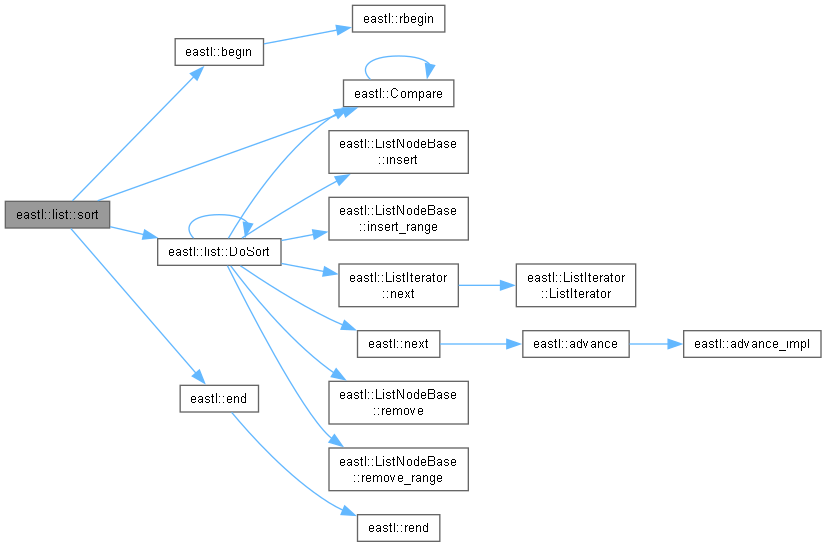 eastl::rbegin
eastl::begin
eastl::Compare
eastl::ListNodeBase
::insert
eastl::list::sort
eastl::ListNodeBase
::insert_range
eastl::list::DoSort
eastl::ListIterator
::next
eastl::ListIterator
::ListIterator
eastl::next
eastl::advance
eastl::advance_impl
eastl::end
eastl::ListNodeBase
::remove
eastl::ListNodeBase
::remove_range
eastl::rend